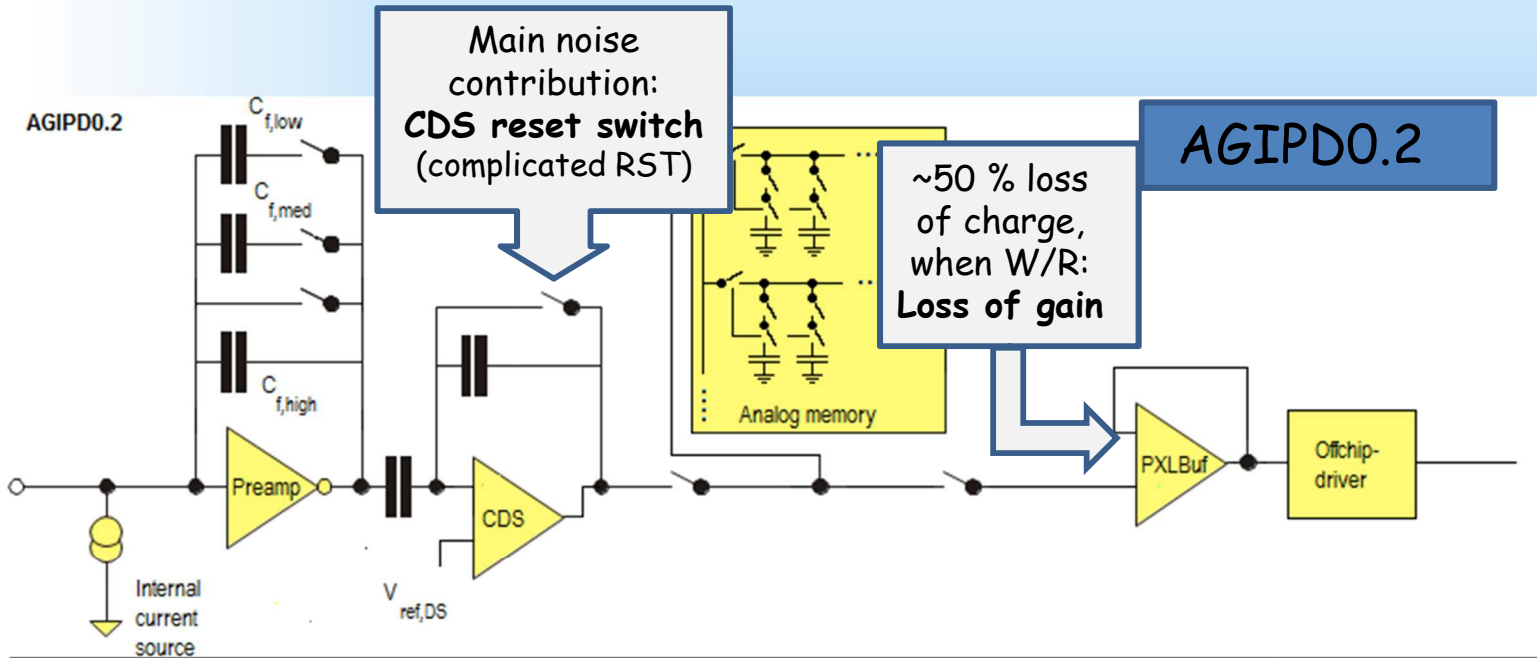 Main noise
contribution:
CDS reset switch
(complicated RST)
AGIPD0.2
AGIPD0.2
C f,low
C f,med
C f,high
~50 % loss
of charge,
when W/R:
Loss of gain
Analog memory
Preamp
CDS
PXLBuf
Offchip-
driver
V ref,DS
Internal
current
source